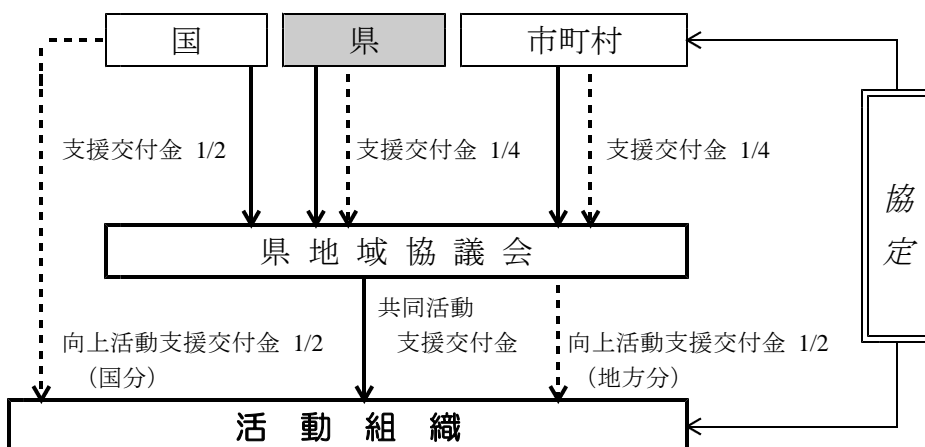 国
県
市町村
支援交付金 1/2
支援交付金 1/4
支援交付金 1/4
協定
県地域協議会
共同活動
支援交付金
向上活動支援交付金 1/2
（国分）
向上活動支援交付金 1/2
（地方分）
活動組織